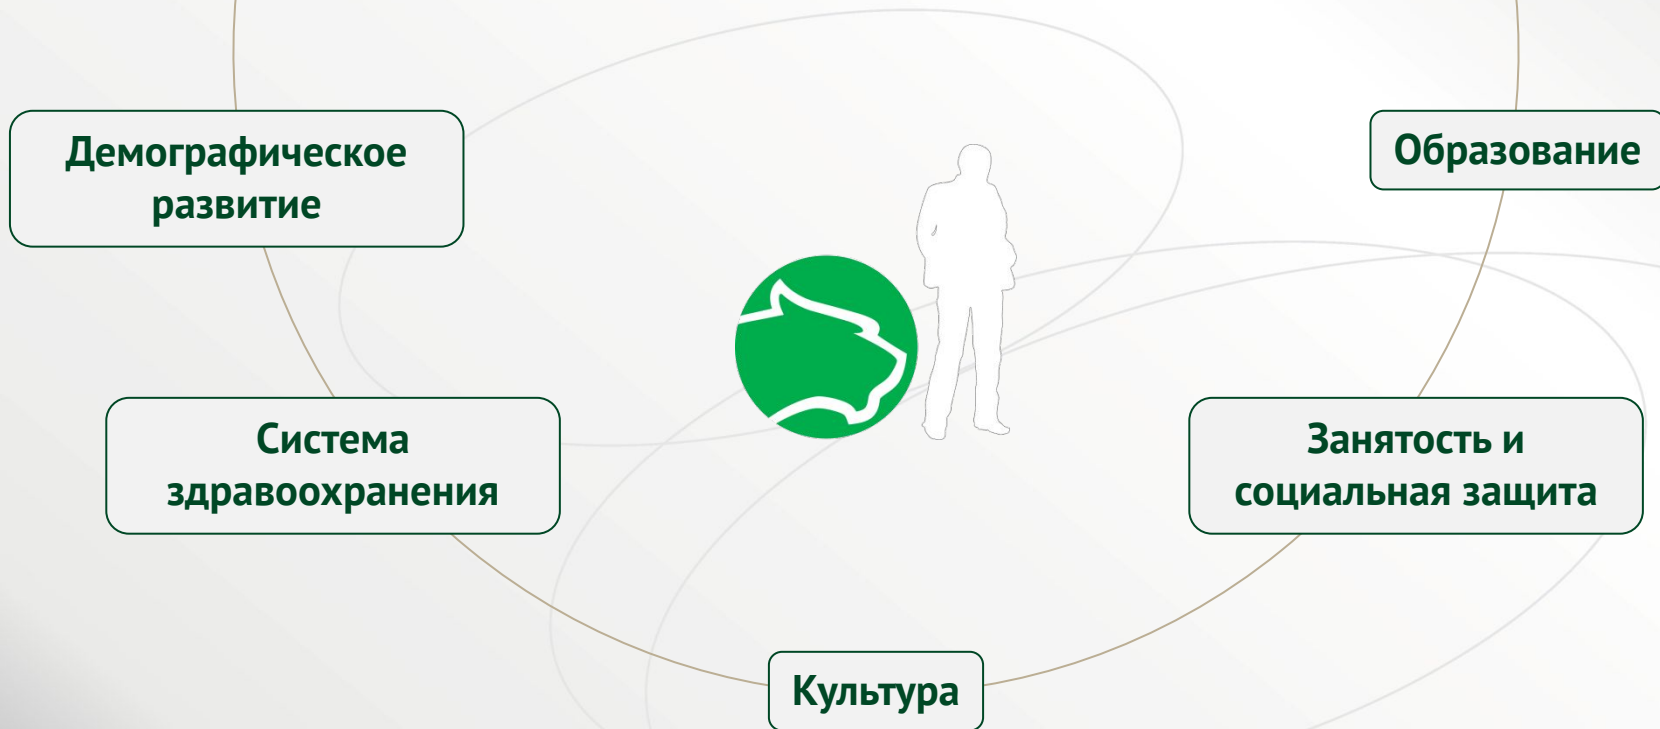 Демографическое
развитие
Образование
Система
здравоохранения
Занятость и
социальная защита
Культура